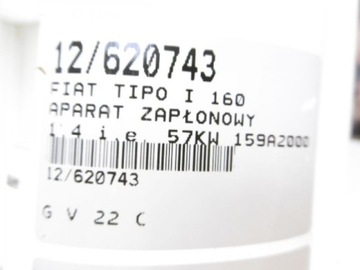 12/620743
FIAT TIPO I 160
APARAT ZAPŁONOWY
1.4 i.e. 57KW 159A2000
12/620743
G V 22 C